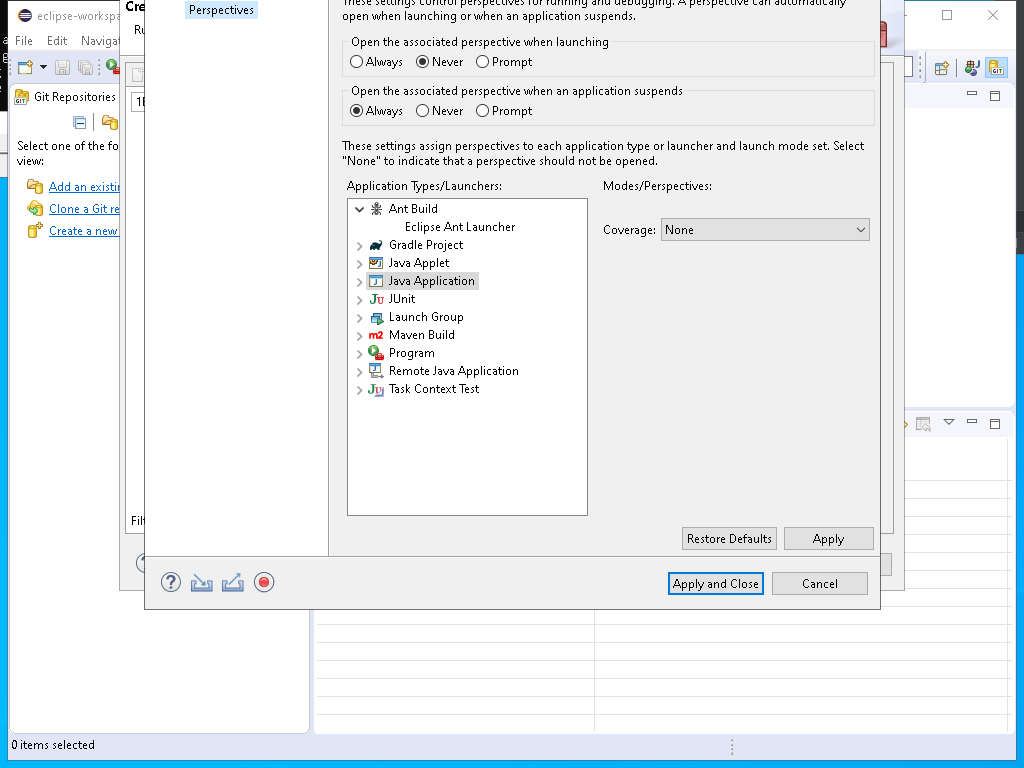 eclipse-workspa
Cre
File Edit Navigat
Ru
Perspectives
These settings control perspectives for running and debugging. A perspective can automatically
open when launching or when an application suspends.
Open the associated perspective when launching
Always Never Prompt
Open the associated perspective when an application suspends
Always Never Prompt
These settings assign perspectives to each application type or launcher and launch mode set. Select
"None" to indicate that a perspective should not be opened.
Application Types/Launchers:
Modes/Perspectives:
Ant Build
Eclipse Ant Launcher
Gradle Project
Java Applet
Java Application
JUnit
Launch Group
Maven Build
Program
Remote Java Application
Task Context Test
Coverage: None
Restore Defaults Apply
Apply and Close Cancel
Git Repositories
Select one of the fo
view:
Add an existin
Clone a Git re
Create a new
Filt
0 items selected